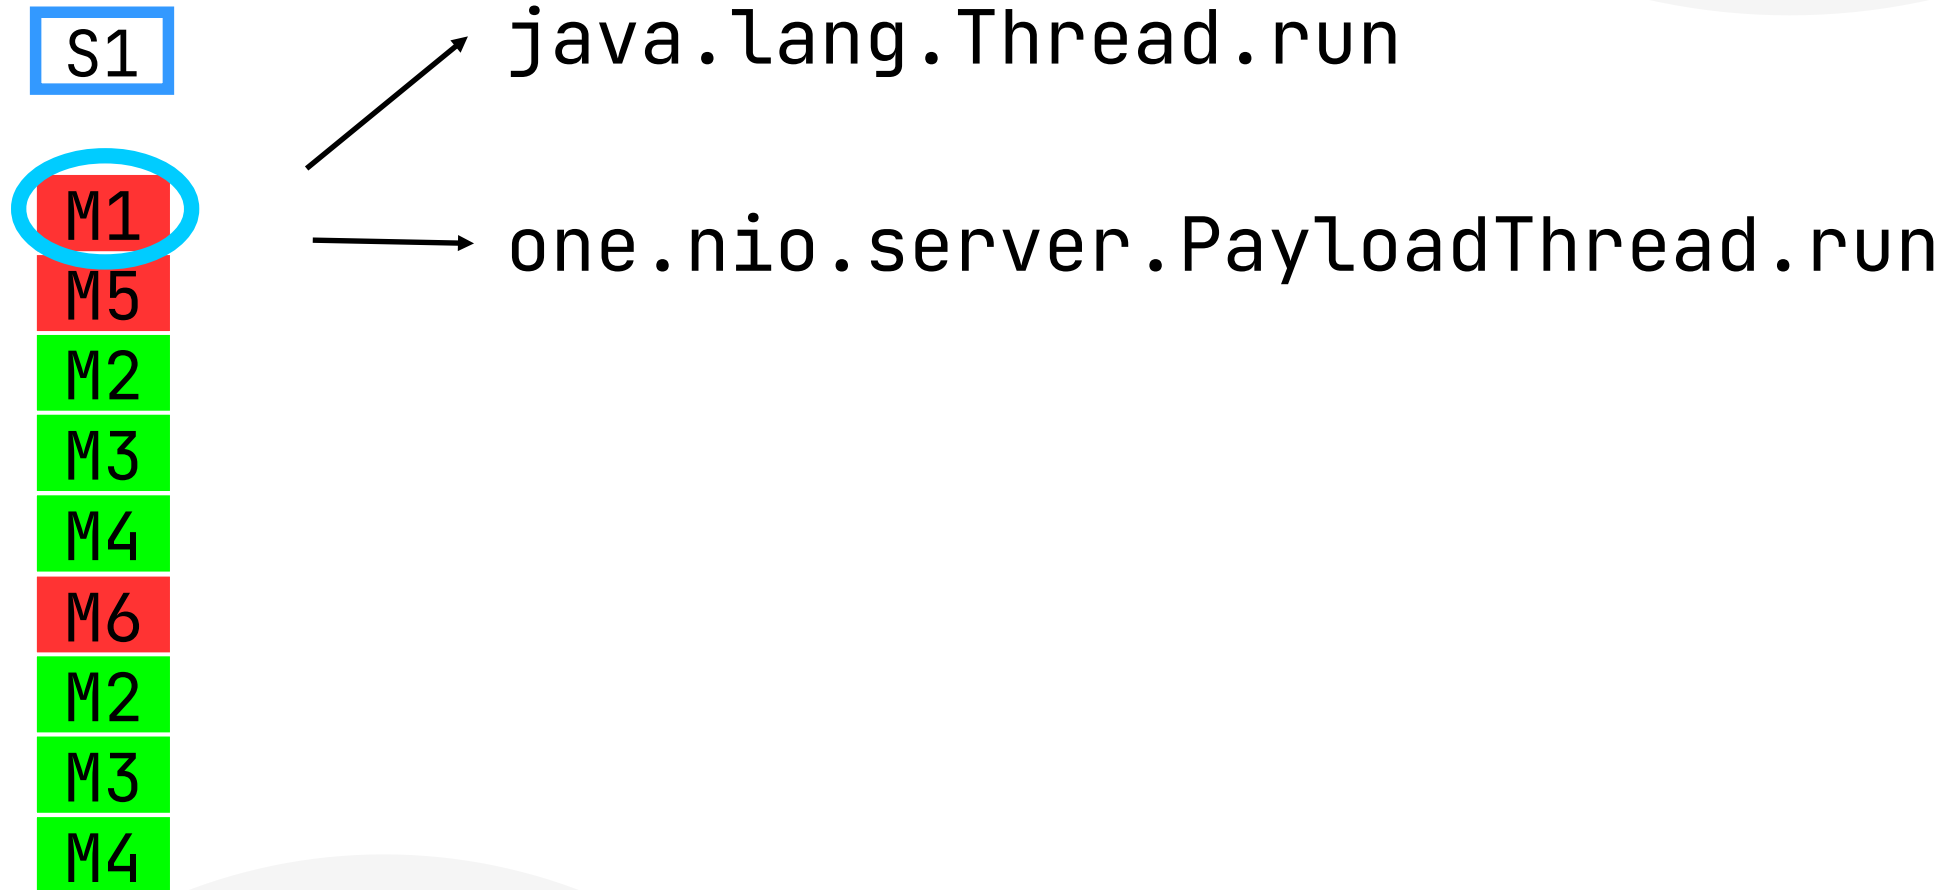 S1
java.lang.Thread.run
M1
one.nio.server.PayloadThread.run
M5
M2
M3
M4
M6
M2
M3
M4